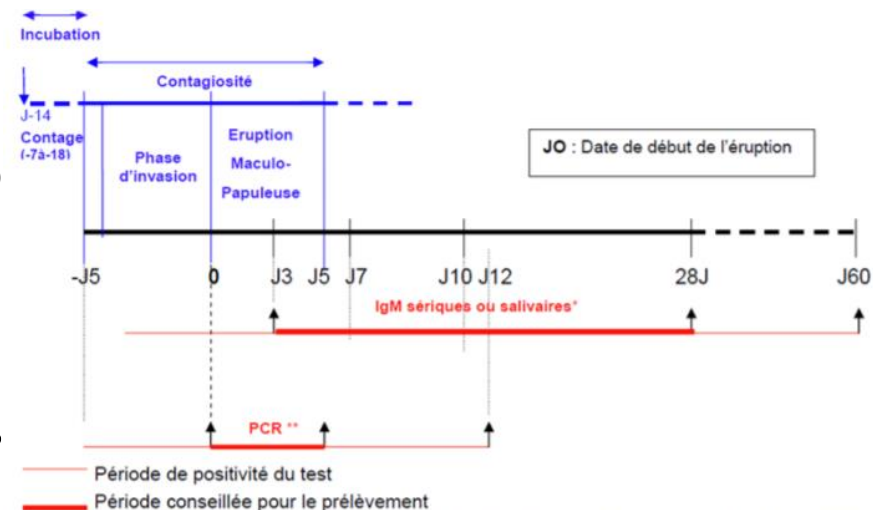 Incubation
Contagiosité
J-14
Contage
(-7à-18)
Phase
d'invasion
Eruption
Maculo-
Papuleuse
JO : Date de début de l'éruption
-J5 0 J3 J5 J7 J10 J12 28J J60
IgM sériques ou salivaires*
PCR **
Période de positivité du test
Période conseillée pour le prélèvement